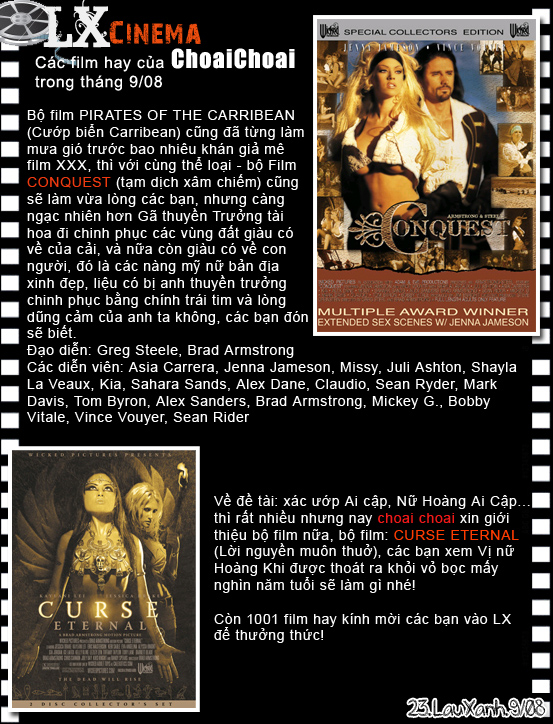 LX CINEMA
Các film hay của ChoaiChoai
trong tháng 9/08
Bộ film PIRATES OF THE CARRIBEAN
(Cướp biển Carribean) cũng đã từng làm
mưa gió trước bao nhiêu khán giả mê
film XXX, thì với cùng thể loại - bộ Film
CONQUEST (tạm dịch xâm chiếm) cũng
sẽ làm vừa lòng các bạn, nhưng càng
ngạc nhiên hơn Gã thuyền Trưởng tài
hoa đi chinh phục các vùng đất giàu có
về của cải, và nữa còn giàu có về con
người, đó là các nàng mỹ nữ bản địa
xinh đẹp, liệu có bị anh thuyền trưởng
chinh phục bằng chính trái tim và lòng
dũng cảm của anh ta không, các bạn đón
sẽ biết.
Đạo diễn: Greg Steele, Brad Armstrong
Các diễn viên: Asia Carrera, Jenna Jameson, Missy, Juli Ashton, Shayla
La Veaux, Kia, Sahara Sands, Alex Dane, Claudio, Sean Ryder, Mark
Davis, Tom Byron, Alex Sanders, Brad Armstrong, Mickey G., Bobby
Vitale, Vince Vouyer, Sean Rider
SPECIAL COLLECTORS EDITION
JENNA JAMESON • VINCE VOUYER
ARMSTRONG & STEELE'S
CONQUEST
MULTIPLE AWARD WINNER
EXTENDED SEX SCENES W/ JENNA JAMESON
WICKED PICTURES PRESENTS
CURSE
ETERNAL
A BRAD ARMSTRONG MOTION PICTURE
THE DEAD WILL RISE
2 DISC COLLECTOR'S SET
Về đề tài: xác ướp Ai cập, Nữ Hoàng Ai Cập...
thì rất nhiều nhưng nay choai choai xin giới
thiệu bộ film nữa, bộ film: CURSE ETERNAL
(Lời nguyền muôn thuở), các bạn xem Vị nữ
Hoàng Khi được thoát ra khỏi vỏ bọc mấy
nghìn năm tuổi sẽ làm gì nhé!
Còn 1001 film hay kính mời các bạn vào LX
để thưởng thức!
23.LauXanh.9/08